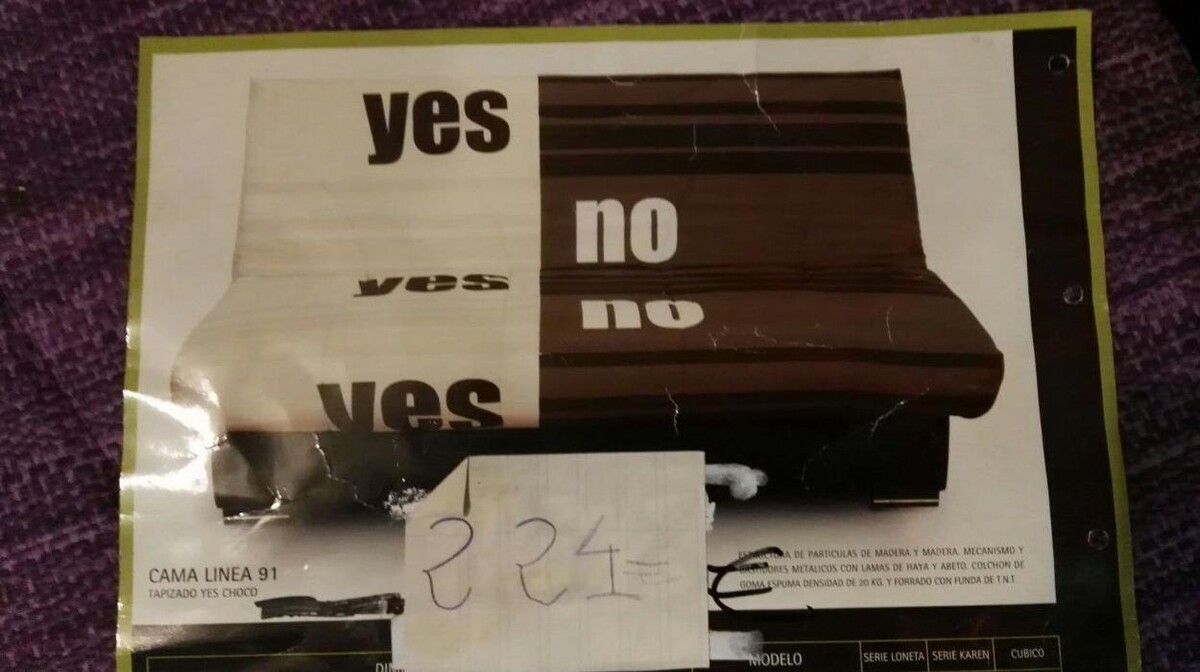 yes
no
yes
no
yes
221=
€
CAMA LINEA 91
TAPIZADO YES CHOCO
ESTRUCTURA DE PARTICULAS DE MADERA Y MADERA. MECANISMO Y
BASTIDORES METALICOS CON LAMAS DE HAYA Y ABETO. COLCHON DE
GOMA ESPUMA DENSIDAD DE 20 KG. Y FORRADO CON FUNDA DE T.N.T.
MODELO SERIE LONETA SERIE KAREN CUBICO